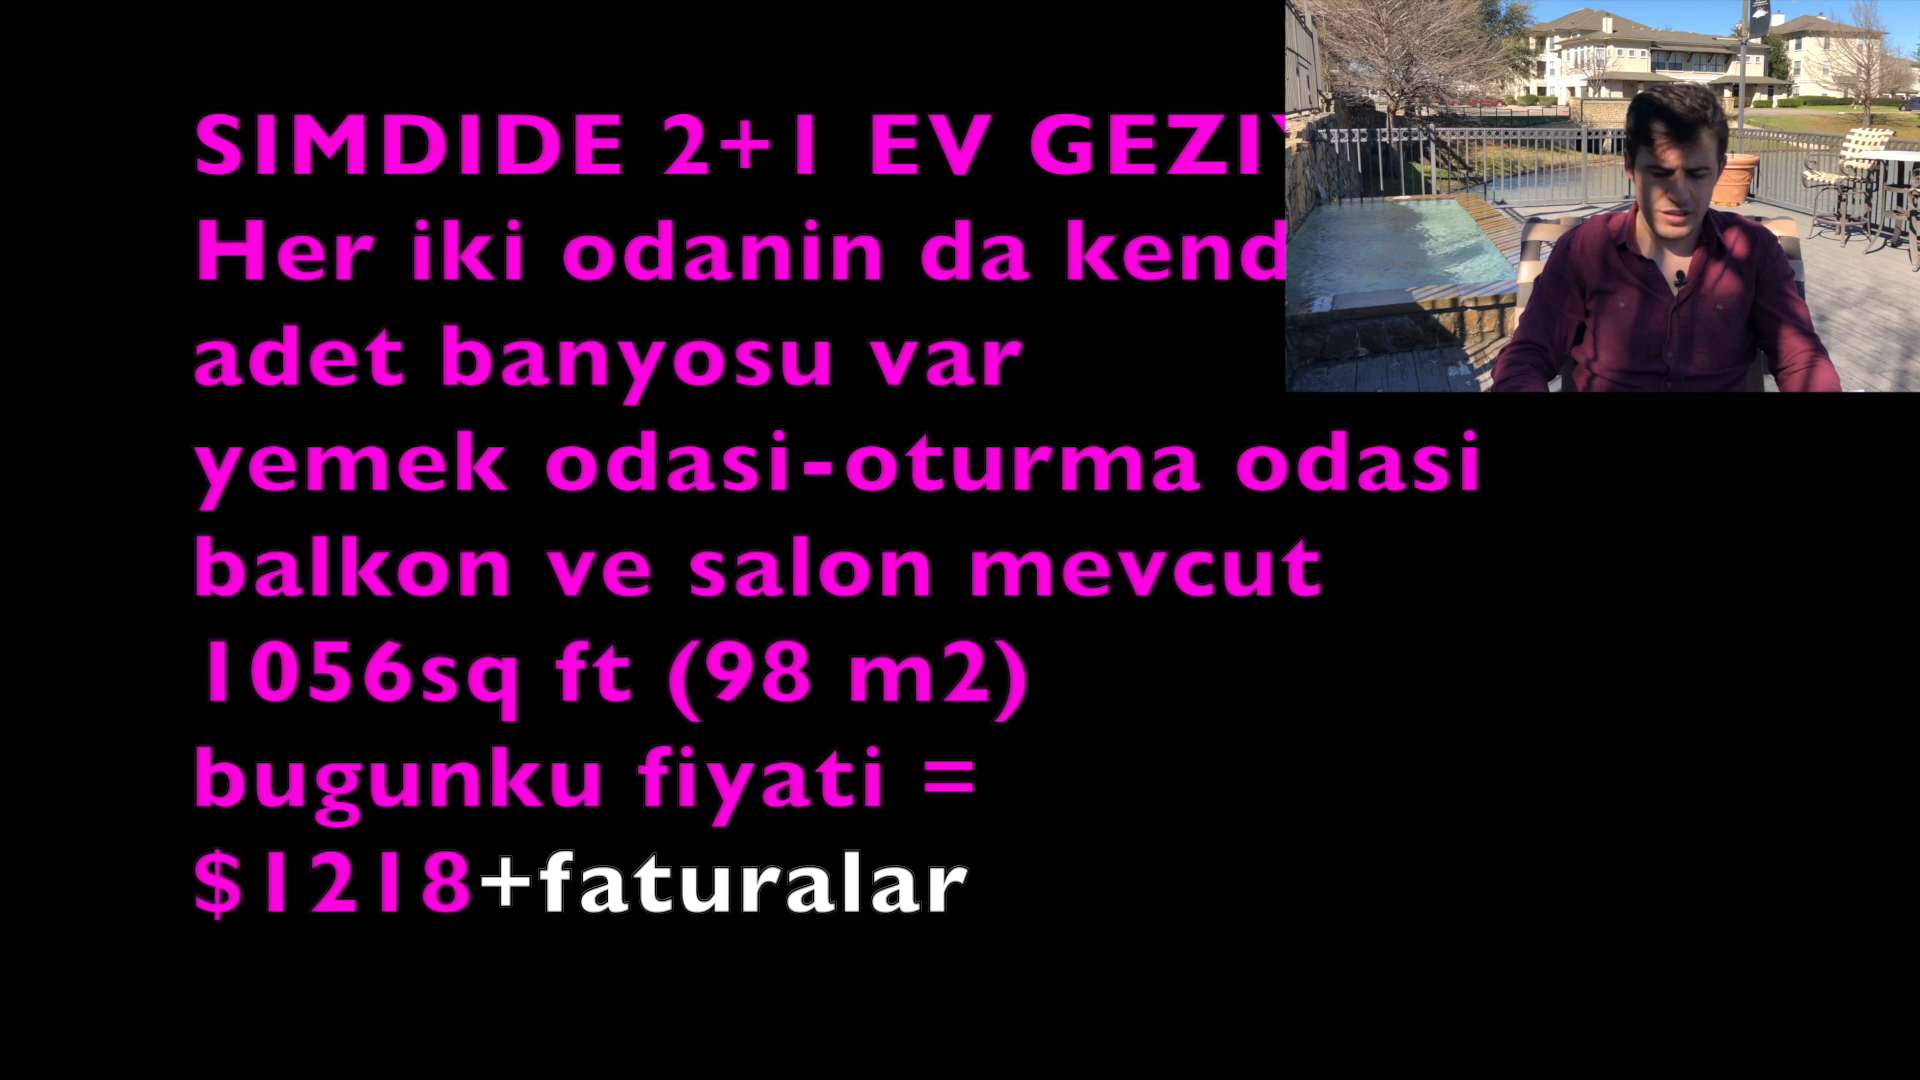 SIMDIDE 2+1 EV
Her iki odanin da
adet banyosu var
yemek odasi-oturma odasi
balkon ve salon mevcut
1056sq ft (98 m2)
bugunku fiyati =
$1218+faturalar